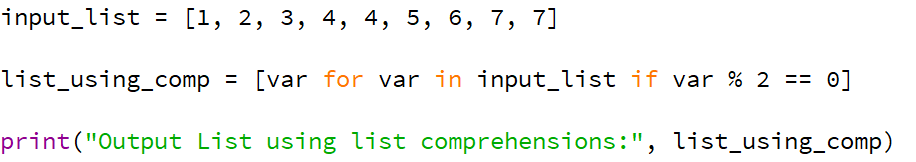 input_list = [1, 2, 3, 4, 4, 5, 6, 7, 7]
list_using_comp = [var for var in input_list if var % 2 == 0]
print("Output List using list comprehensions:", list_using_comp)